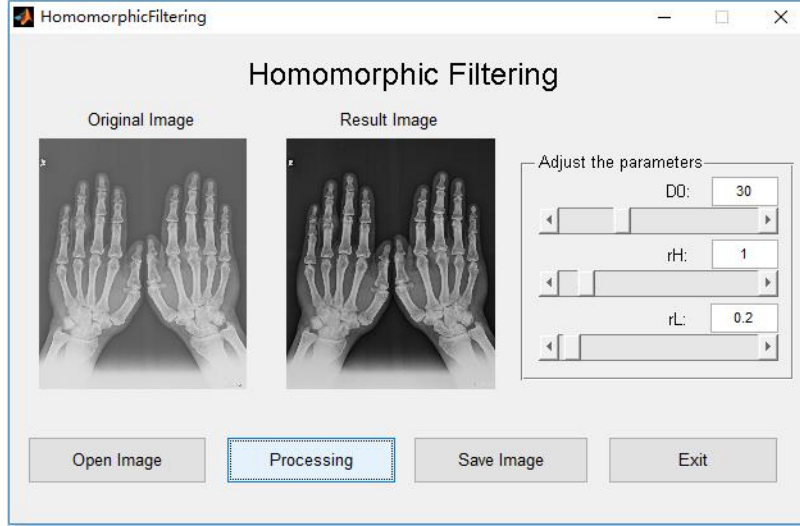 HomomorphicFiltering
Homomorphic Filtering
Original Image
Result Image
Adjust the parameters
D0: 30
rH: 1
rL: 0.2
Open Image
Processing
Save Image
Exit